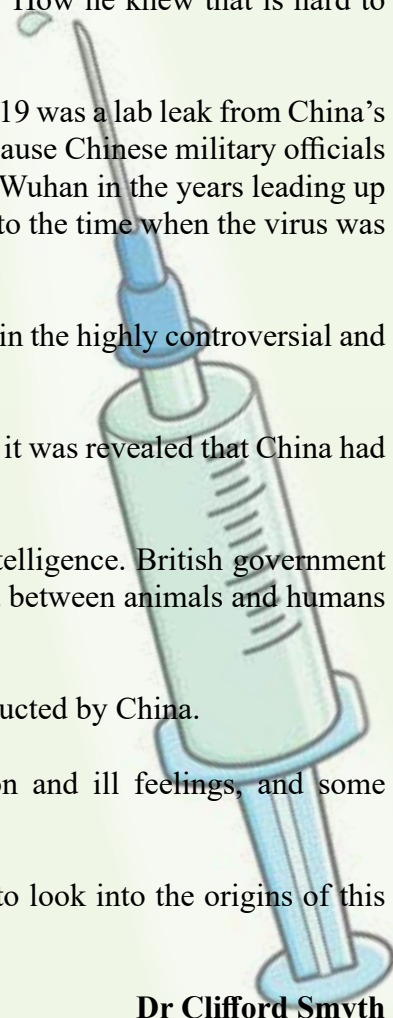 How he knew that is hard to
19 was a lab leak from China's
ause Chinese military officials
Wuhan in the years leading up
to the time when the virus was
in the highly controversial and
it was revealed that China had
telligence. British government
between animals and humans
ucted by China.
on and ill feelings, and some
to look into the origins of this
Dr Clifford Smyth